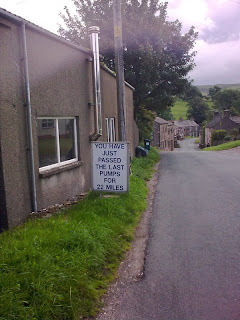 YOU HAVE
JUST
PASSED
THE LAST
PUMPS
FOR
22 MILES